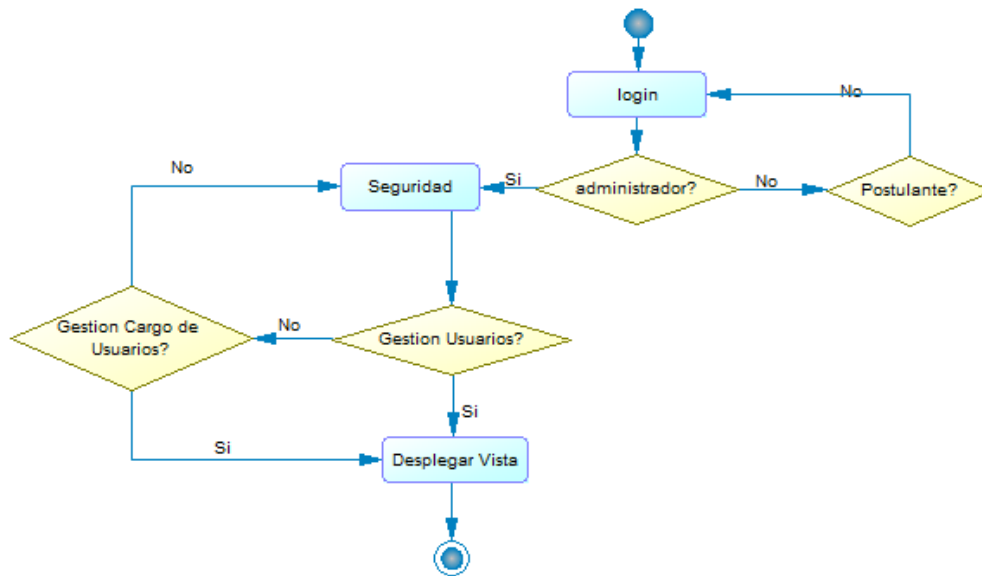 login
No
administrador?
Si
Seguridad
No
Postulante?
No
Gestion Cargo de
Usuarios?
No
Gestion Usuarios?
Si
Si
Desplegar Vista